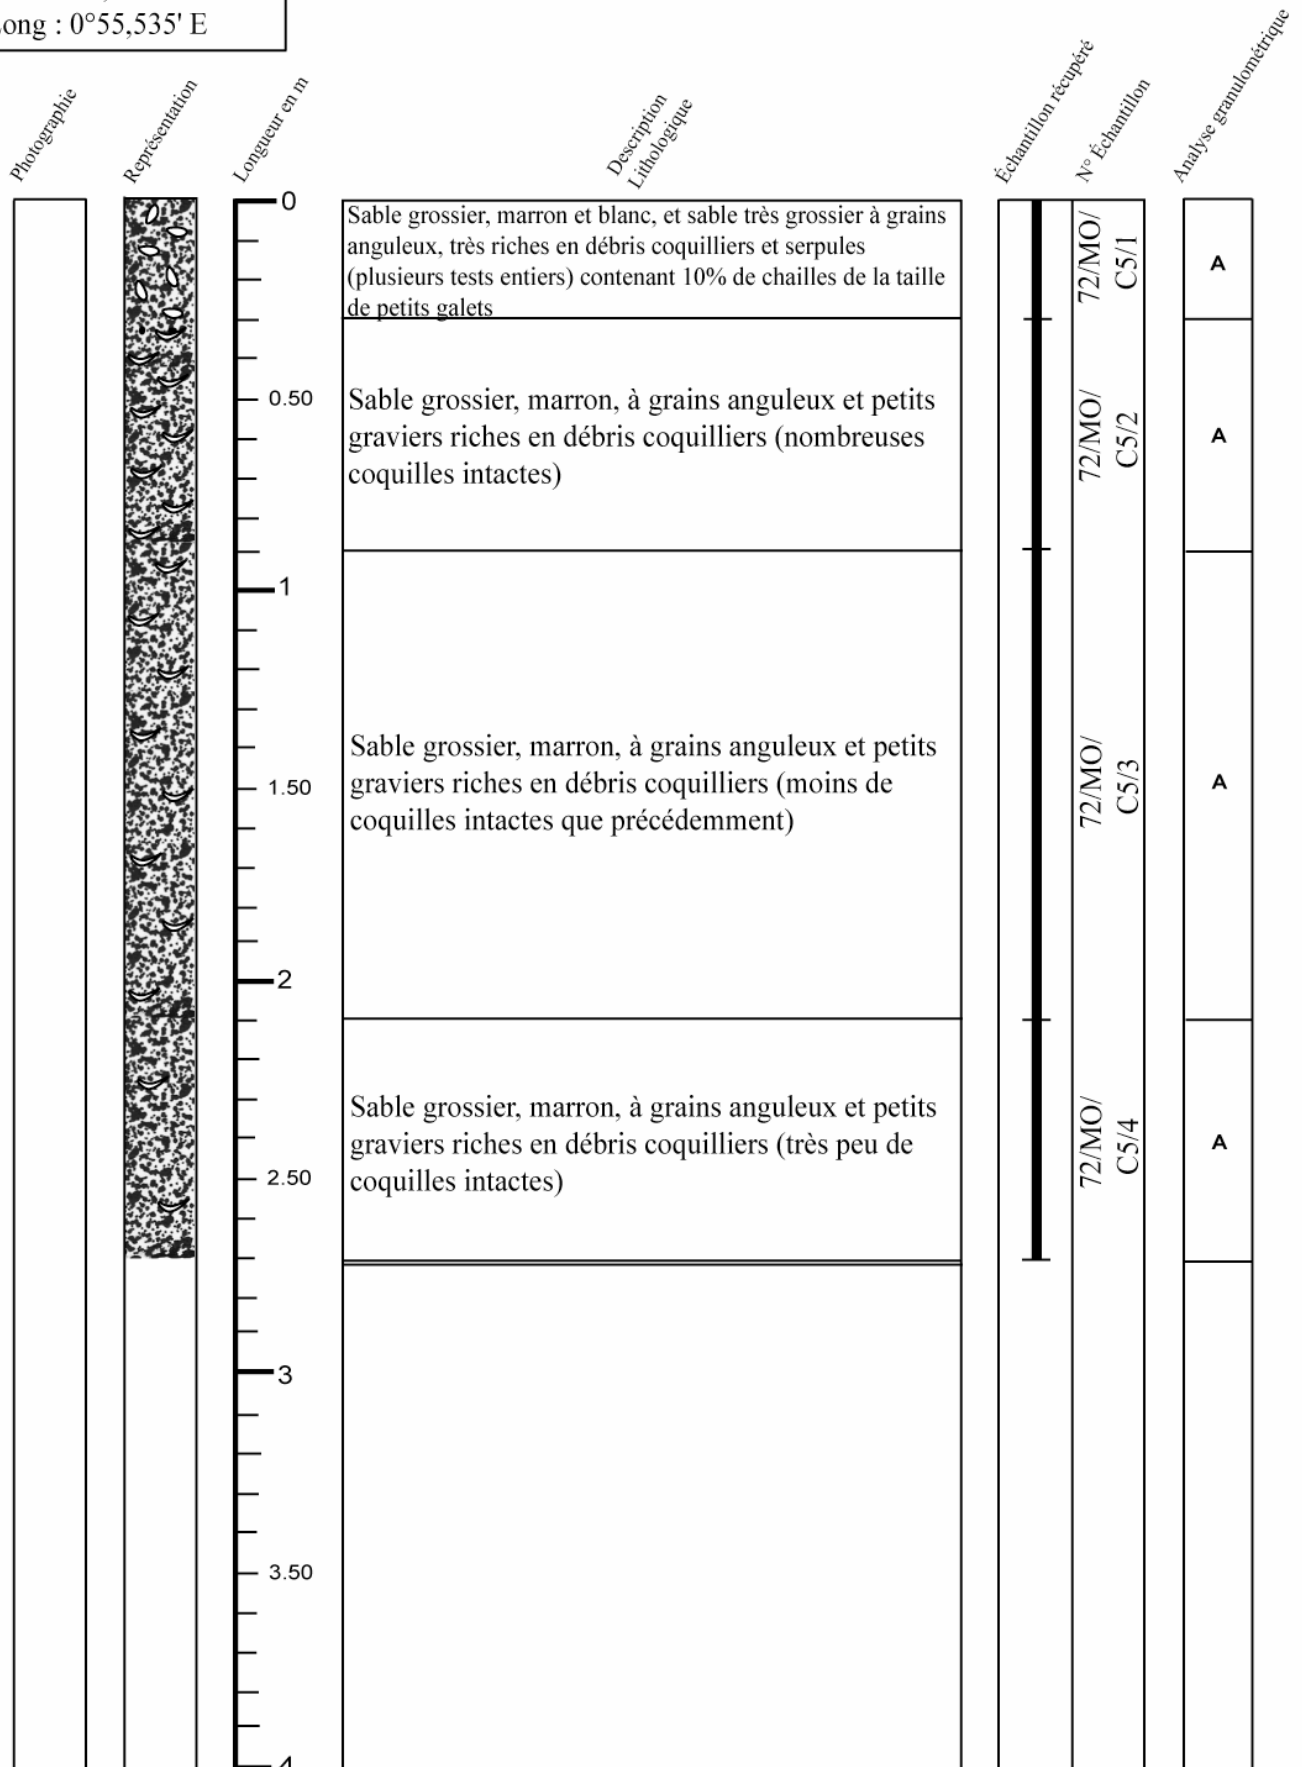 Long : 0°55,535' E
Photographie
Représentation
Longueur en m
Description
Lithologique
Échantillon récupéré
N° Échantillon
Analyse granulométrique
0
Sable grossier, marron et blanc, et sable très grossier à grains
anguleux, très riches en débris coquilliers et serpules
(plusieurs tests entiers) contenant 10% de chailles de la taille
de petits galets
72/MO/
C5/1
A
0.50
Sable grossier, marron, à grains anguleux et petits
graviers riches en débris coquilliers (nombreuses
coquilles intactes)
72/MO/
C5/2
A
1
Sable grossier, marron, à grains anguleux et petits
graviers riches en débris coquilliers (moins de
coquilles intactes que précédemment)
72/MO/
C5/3
A
1.50
2
Sable grossier, marron, à grains anguleux et petits
graviers riches en débris coquilliers (très peu de
coquilles intactes)
72/MO/
C5/4
A
2.50
3
3.50
4